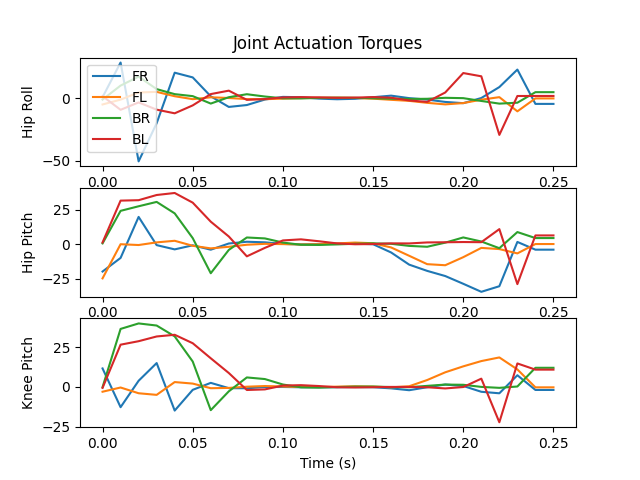 Joint Actuation Torques
Hip Roll
0
−50
FR
FL
BR
BL
0.00 0.05 0.10 0.15 0.20 0.25
Hip Pitch
25
0
−25
0.00 0.05 0.10 0.15 0.20 0.25
Knee Pitch
25
0
−25
0.00 0.05 0.10 0.15 0.20 0.25
Time (s)